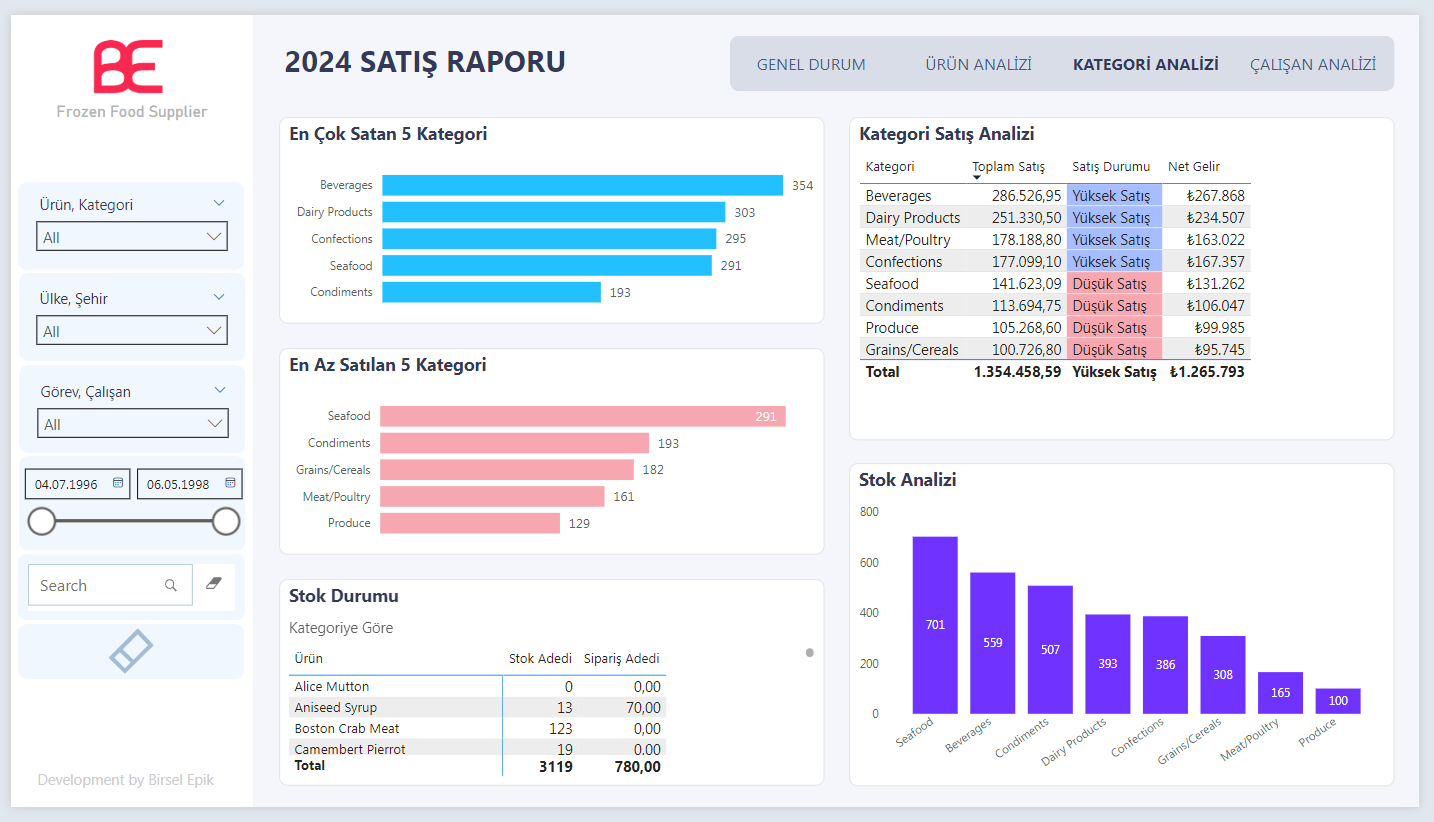 BE
Frozen Food Supplier
2024 SATIŞ RAPORU
GENEL DURUM ÜRÜN ANALİZİ KATEGORİ ANALİZİ ÇALIŞAN ANALİZİ
Ürün, Kategori
All
Ülke, Şehir
All
Görev, Çalışan
All
04.07.1996 06.05.1998
Search
Development by Birsel Epik
En Çok Satan 5 Kategori
Beverages 354
Dairy Products 303
Confections 295
Seafood 291
Condiments 193
En Az Satılan 5 Kategori
Seafood 291
Condiments 193
Grains/Cereals 182
Meat/Poultry 161
Produce 129
Stok Durumu
Kategoriye Göre
Ürün Stok Adedi Sipariş Adedi
Alice Mutton 0 0,00
Aniseed Syrup 13 70,00
Boston Crab Meat 123 0,00
Camembert Pierrot 19 0,00
Total 3119 780,00
Kategori Satış Analizi
Kategori Toplam Satış Satış Durumu Net Gelir
Beverages 286.526,95 Yüksek Satış ₺267.868
Dairy Products 251.330,50 Yüksek Satış ₺234.507
Meat/Poultry 178.188,80 Yüksek Satış ₺163.022
Confections 177.099,10 Yüksek Satış ₺167.357
Seafood 141.623,09 Düşük Satış ₺131.262
Condiments 113.694,75 Düşük Satış ₺106.047
Produce 105.268,60 Düşük Satış ₺99.985
Grains/Cereals 100.726,80 Düşük Satış ₺95.745
Total 1.354.458,59 Yüksek Satış ₺1.265.793
Stok Analizi
800
600
400
200
0
701 559 507 393 386 308 165 100
Seafood Beverages Condiments Dairy Products Confections Grains/Cereals Meat/Poultry Produce